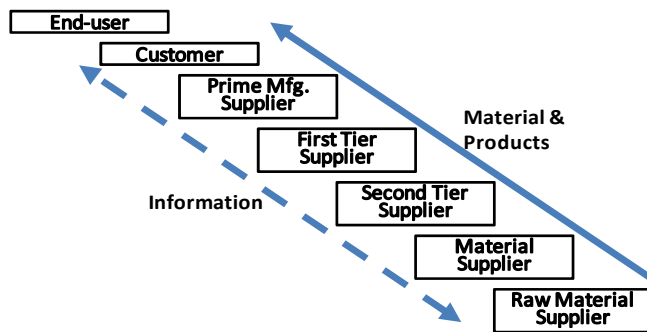 End-user
Customer
Prime Mfg.
Supplier
Material &
Products
First Tier
Supplier
Information
Second Tier
Supplier
Material
Supplier
Raw Material
Supplier